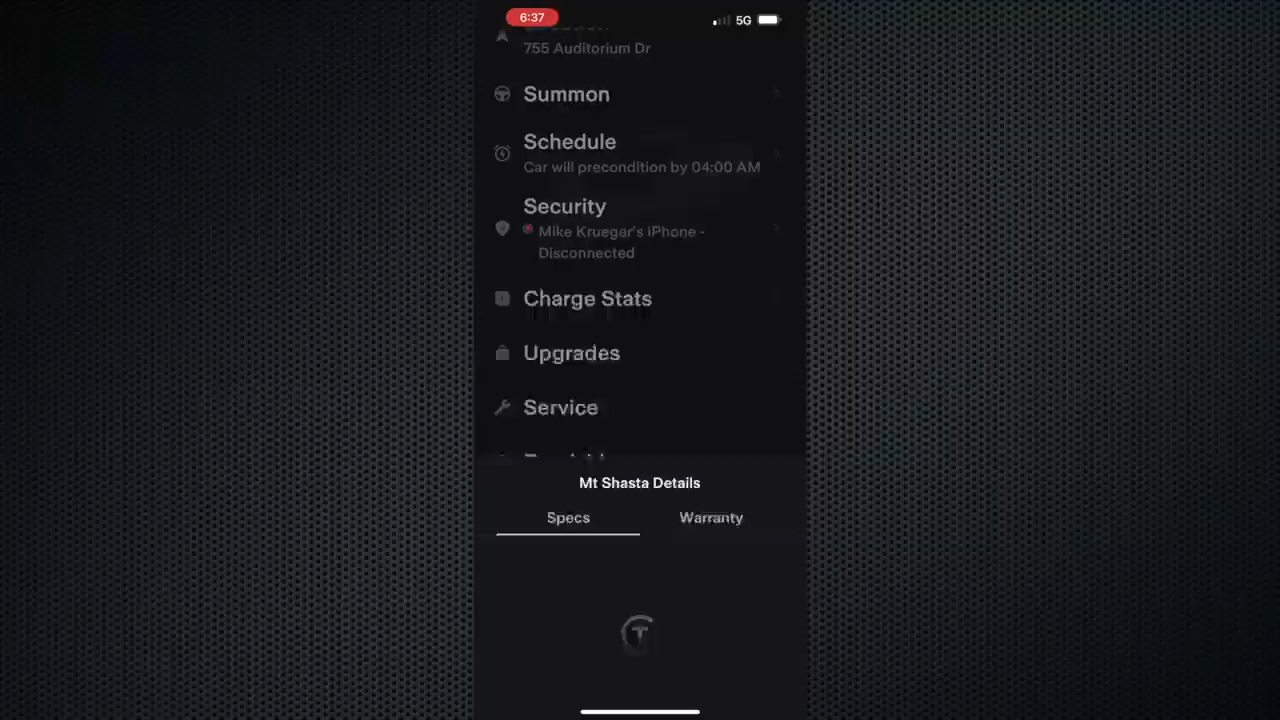 6:37
5G
755 Auditorium Dr
Summon
Schedule
Car will precondition by 04:00 AM
Security
Mike Krueger's iPhone -
Disconnected
Charge Stats
Upgrades
Service
Mt Shasta Details
Specs
Warranty